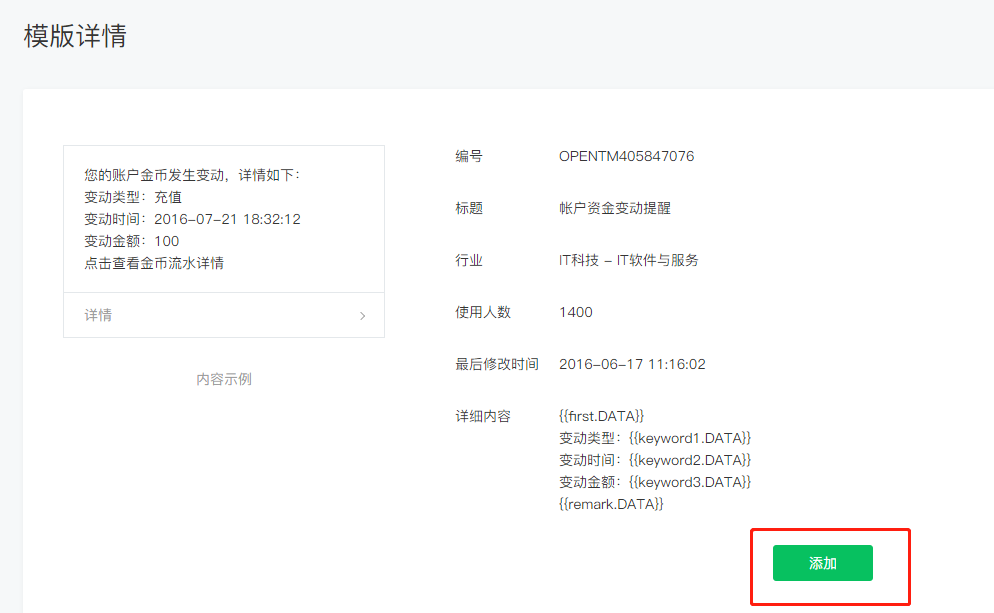 模版详情
您的账户金币发生变动，详情如下：
变动类型：充值
变动时间：2016-07-21 18:32:12
变动金额：100
点击查看金币流水详情
详情
内容示例
编号 OPENTM405847076
标题 帐户资金变动提醒
行业 IT科技 - IT软件与服务
使用人数 1400
最后修改时间 2016-06-17 11:16:02
详细内容 {{first.DATA}}
变动类型：{{keyword1.DATA}}
变动时间：{{keyword2.DATA}}
变动金额：{{keyword3.DATA}}
{{remark.DATA}}
添加